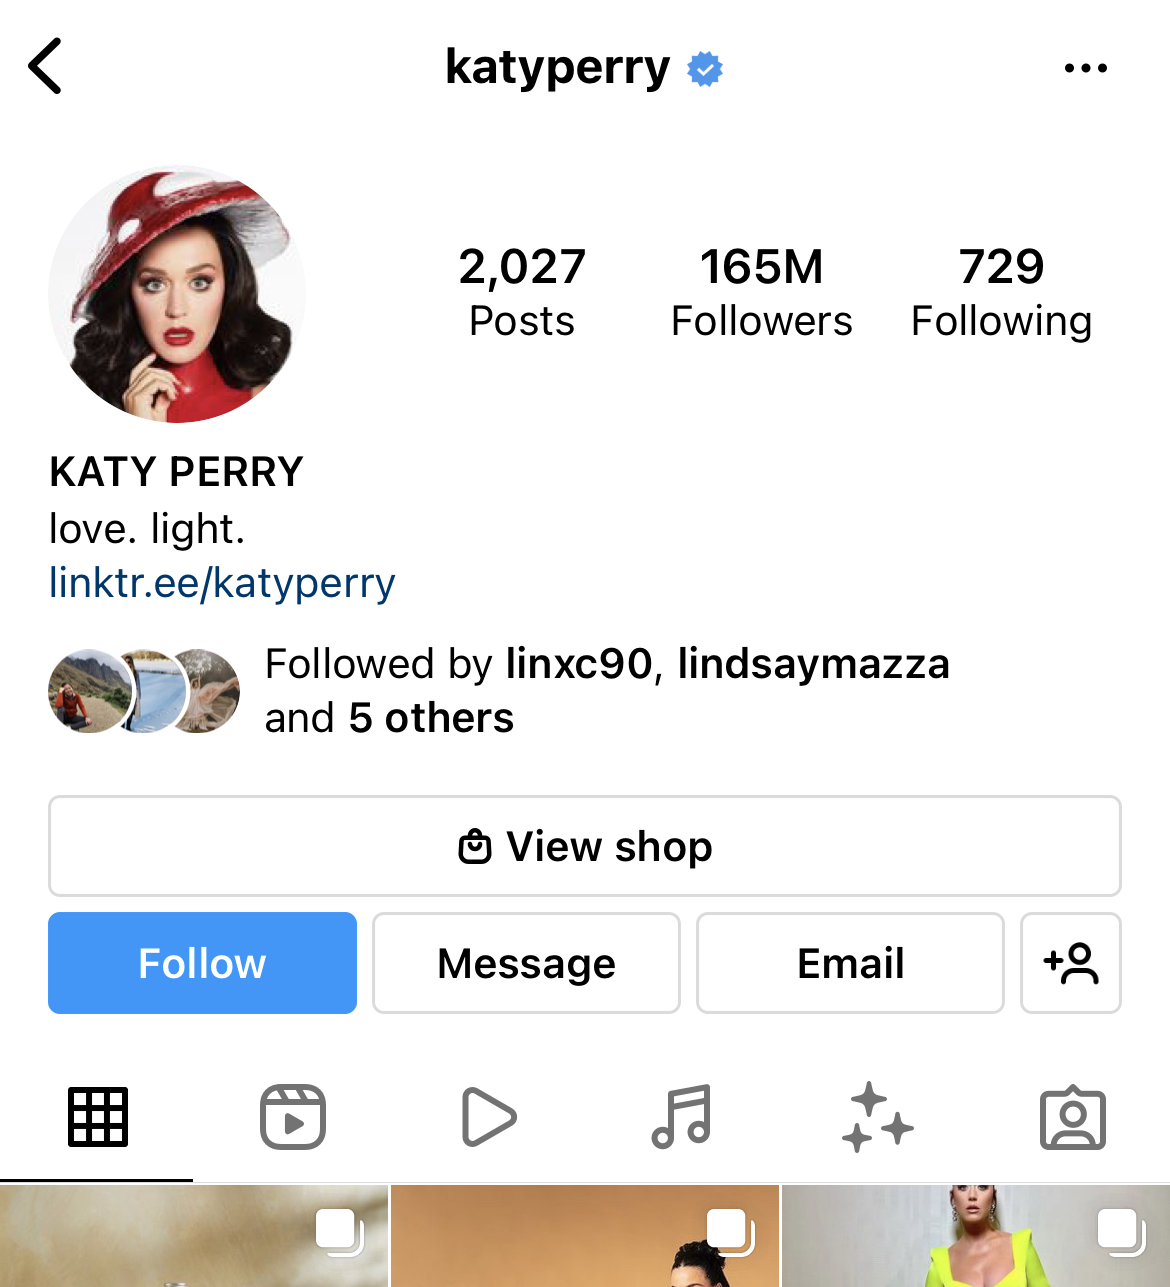 katyperry
2,027 165M 729
Posts Followers Following
KATY PERRY
love. light.
linktr.ee/katyperry
Followed by linxc90, lindsaymazza
and 5 others
View shop
Follow Message Email